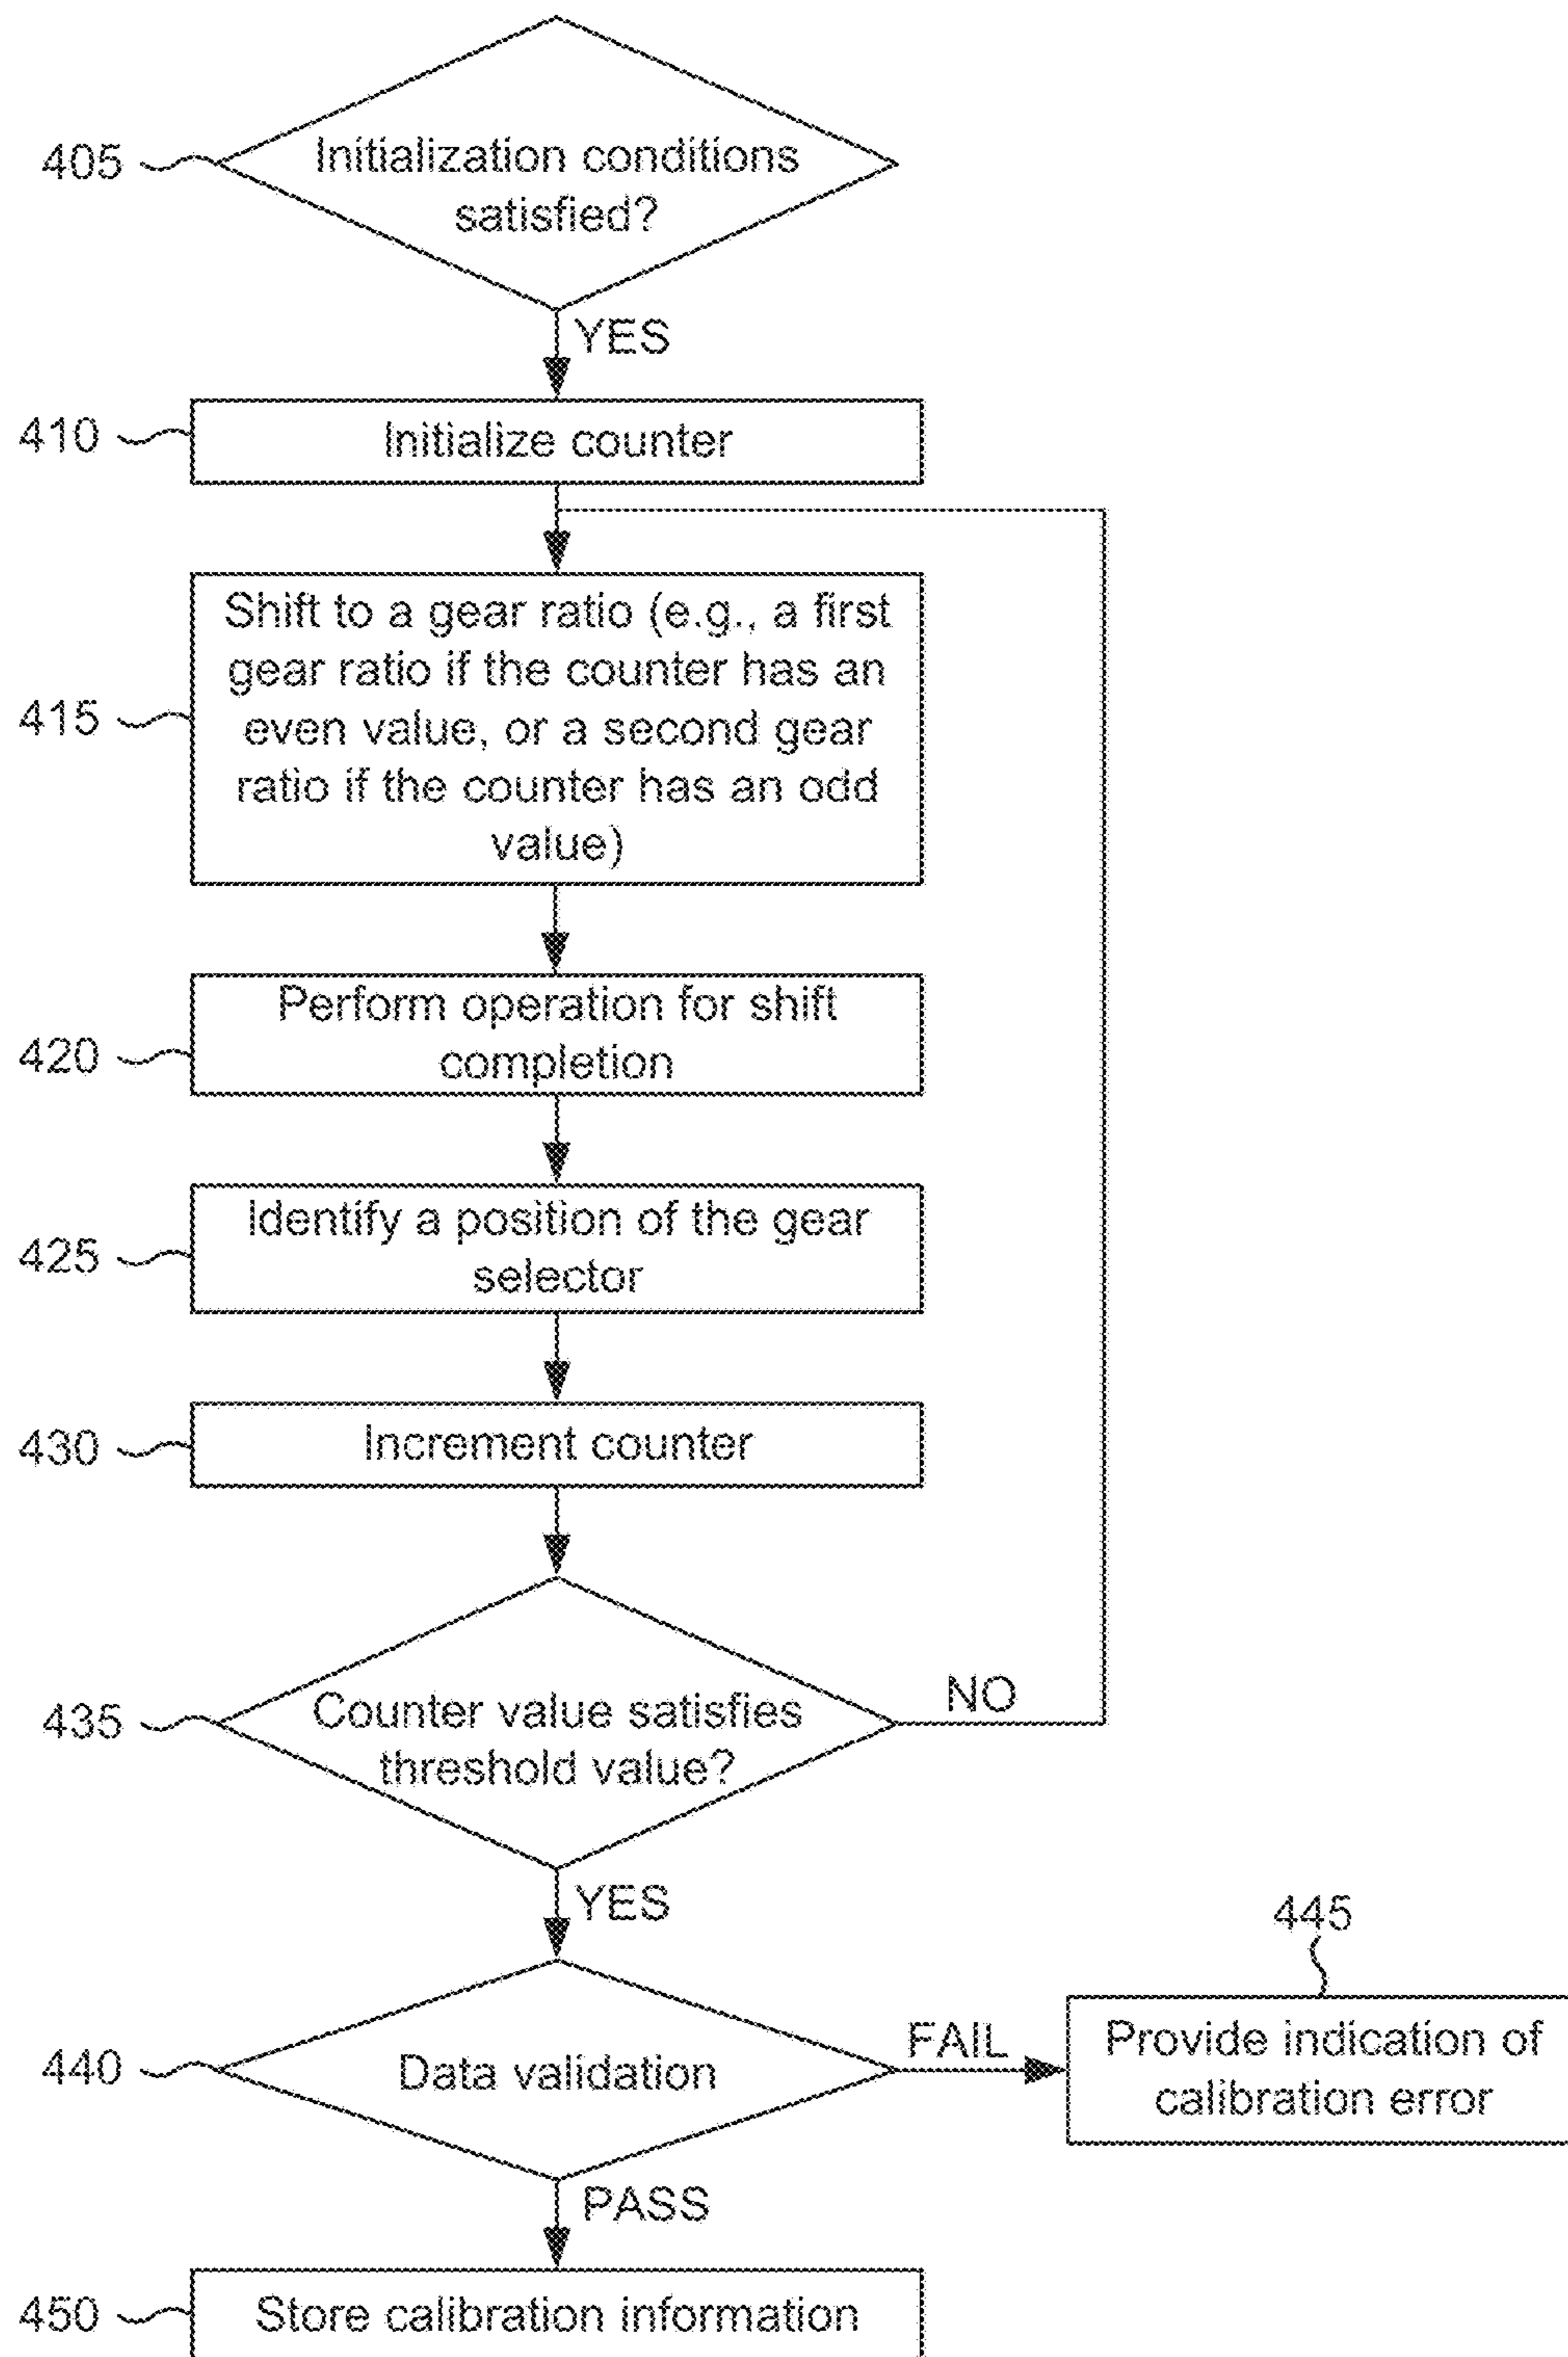 405
Initialization conditions
satisfied?
YES
410
Initialize counter
415
Shift to a gear ratio (e.g., a first
gear ratio if the counter has an
even value, or a second gear
ratio if the counter has an odd
value)
420
Perform operation for shift
completion
425
Identify a position of the gear
selector
430
Increment counter
435
Counter value satisfies
threshold value?
NO
YES
440
Data validation
FAIL
445
Provide indication of
calibration error
PASS
450
Store calibration information